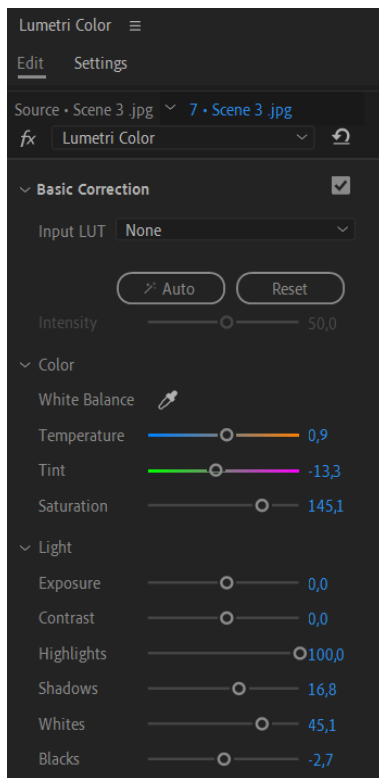 Lumetri Color
Edit Settings
Source • Scene 3 .jpg 7 • Scene 3 .jpg
fx Lumetri Color
Basic Correction
Input LUT None
Auto Reset
Intensity 50,0
Color
White Balance
Temperature 0,9
Tint -13,3
Saturation 145,1
Light
Exposure 0,0
Contrast 0,0
Highlights 100,0
Shadows 16,8
Whites 45,1
Blacks -2,7